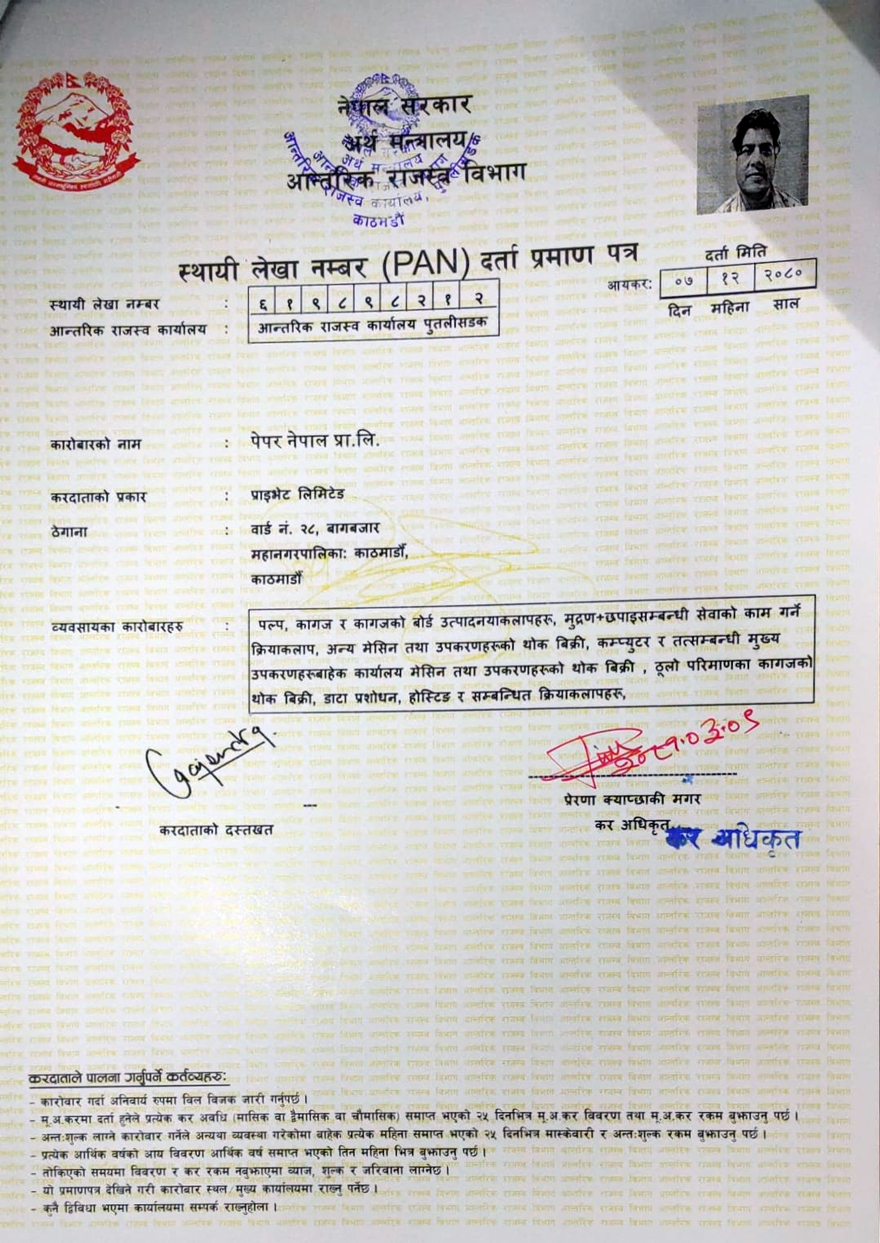 नेपाल सरकार
अर्थ मन्त्रालय
आन्तरिक राजस्व विभाग
काठमाडौं
स्थायी लेखा नम्बर (PAN) दर्ता प्रमाण पत्र
दर्ता मिति
आयकर: ०७ १२ २०८०
दिन महिना साल
स्थायी लेखा नम्बर : ६ १ ९ ८ ९ ८ २ १ २
आन्तरिक राजस्व कार्यालय : आन्तरिक राजस्व कार्यालय पुतलीसडक
कारोबारको नाम : पेपर नेपाल प्रा.लि.
करदाताको प्रकार : प्राइभेट लिमिटेड
ठेगाना : वार्ड नं. २८, बागबजार
महानगरपालिका: काठमाडौँ,
काठमाडौँ
व्यवसायका कारोबारहरु : पल्प, कागज र कागजको बोर्ड उत्पादनयाकलापहरू, मुद्रण+छपाइसम्बन्धी सेवाको काम गर्ने
क्रियाकलाप, अन्य मेसिन तथा उपकरणहरूको थोक बिक्री, कम्प्युटर र तत्सम्बन्धी मुख्य
उपकरणहरूबाहेक कार्यालय मेसिन तथा उपकरणहरूको थोक बिक्री , ठूलो परिमाणका कागजको
थोक बिक्री, डाटा प्रशोधन, होस्टिङ र सम्बन्धित क्रियाकलापहरू,
Gajendra
२०८१.०३.०९
करदाताको दस्तखत
प्रेरणा क्याप्छाकी मगर
कर अधिकृत
कर अधिकृत
करदाताले पालना गर्नुपर्ने कर्तव्यहरु:
- कारोबार गर्दा अनिवार्य रुपमा विल विजक जारी गर्नुपर्छ ।
- मू.अ.करमा दर्ता हुनेले प्रत्येक कर अवधि (मासिक वा द्वैमासिक वा चौमासिक) समाप्त भएको २५ दिनभित्र मू.अ.कर विवरण तथा मू.अ.कर रकम बुझाउनु पर्छ ।
- अन्त:शुल्क लाग्ने कारोबार गर्नेले अन्यथा व्यवस्था गरेकोमा बाहेक प्रत्येक महिना समाप्त भएको २५ दिनभित्र मास्केवारी र अन्त:शुल्क रकम बुझाउनु पर्छ ।
- प्रत्येक आर्थिक वर्षको आय विवरण आर्थिक वर्ष समाप्त भएको तिन महिना भित्र बुझाउनु पर्छ ।
- तोकिएको समयमा विवरण र कर रकम नबुझाएमा व्याज, शुल्क र जरिवाना लाग्नेछ ।
- यो प्रमाणपत्र देखिने गरी कारोबार स्थल/मुख्य कार्यालयमा राख्नु पर्नेछ ।
- कुनै द्विविधा भएमा कार्यालयमा सम्पर्क राख्नुहोला ।